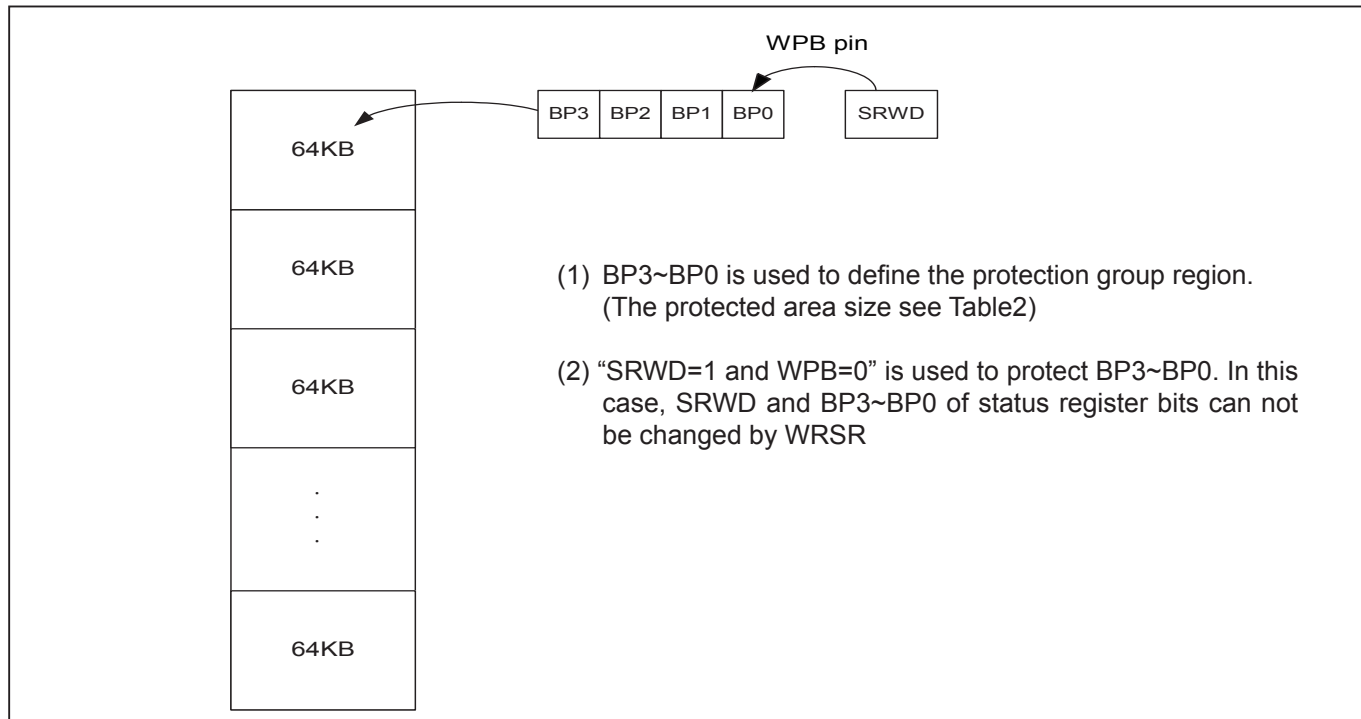 WPB pin
BP3 BP2 BP1 BP0 SRWD
64KB
64KB
64KB
.
.
.
64KB
(1) BP3~BP0 is used to define the protection group region.
(The protected area size see Table2)
(2) “SRWD=1 and WPB=0” is used to protect BP3~BP0. In this
case, SRWD and BP3~BP0 of status register bits can not
be changed by WRSR